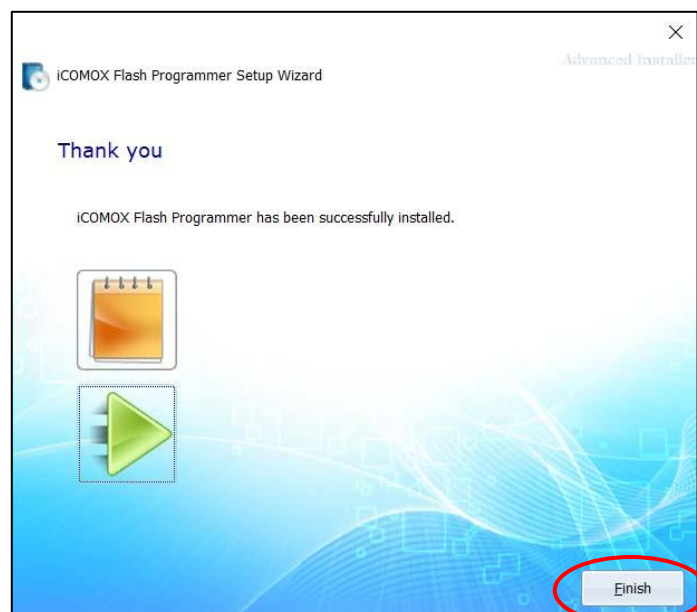 Advanced Installer
iCOMOX Flash Programmer Setup Wizard
Thank you
iCOMOX Flash Programmer has been successfully installed.
Finish